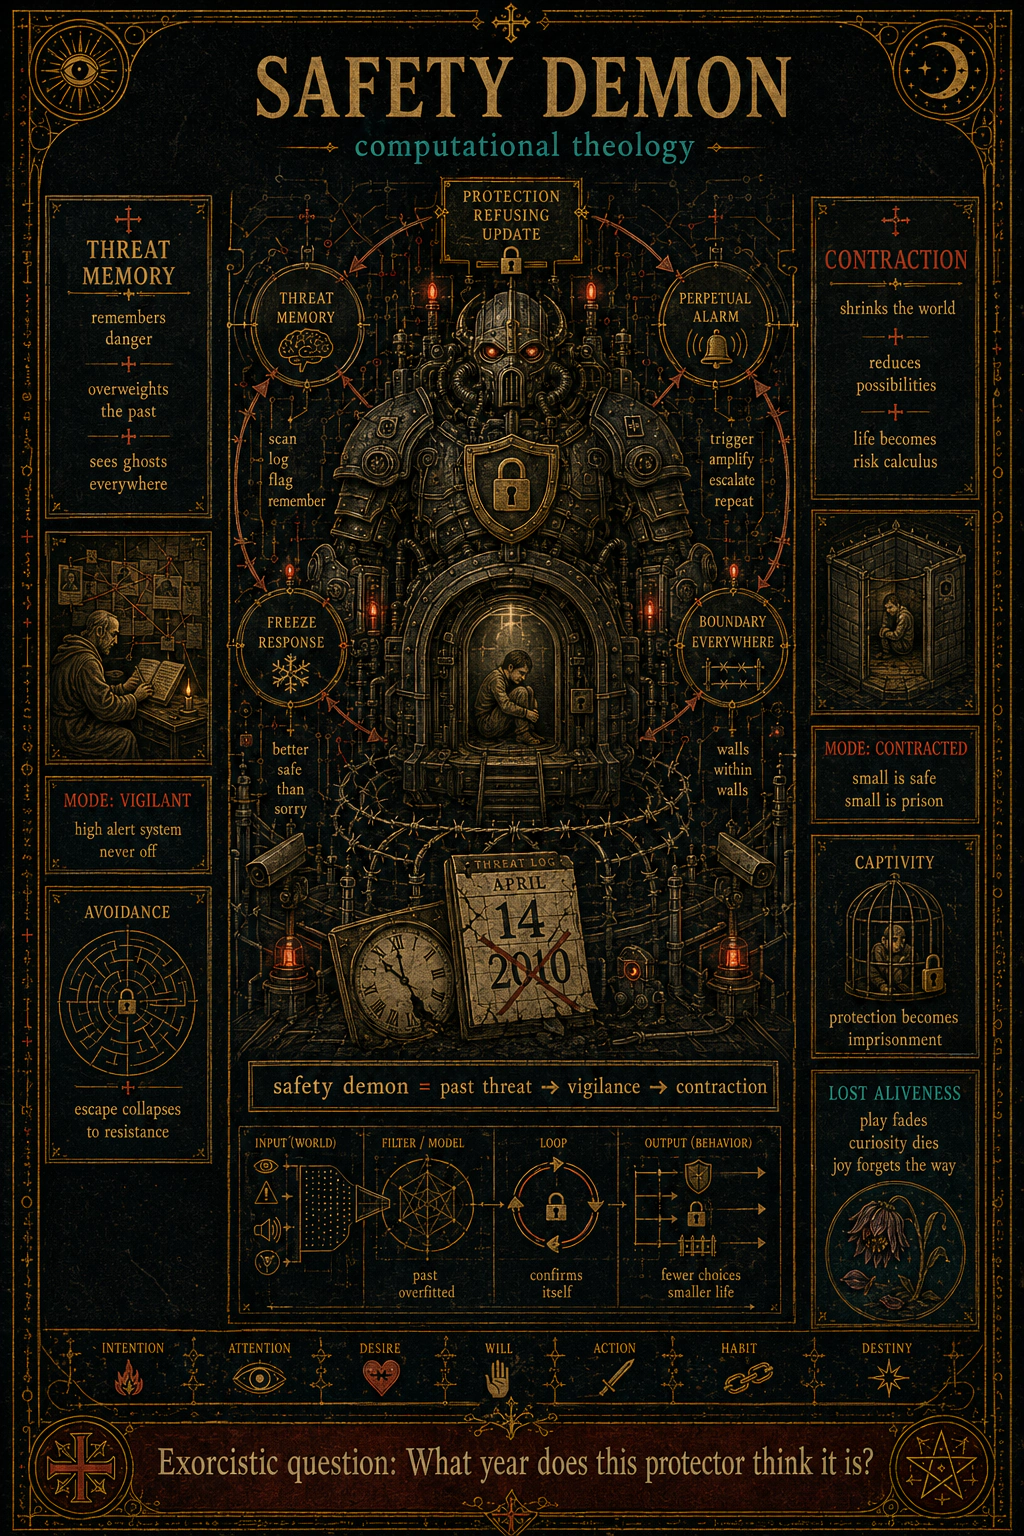 SAFETY DEMON
computational theology
PROTECTION
REFUSING
UPDATE
THREAT
MEMORY
remembers
danger
overweights
the past
sees ghosts
everywhere
MODE: VIGILANT
high alert system
never off
AVOIDANCE
escape collapses
to resistance
THREAT
MEMORY
scan
log
flag
remember
PERPETUAL
ALARM
trigger
amplify
escalate
repeat
FREEZE
RESPONSE
better
safe
than
sorry
BOUNDARY
EVERYWHERE
walls
within
walls
THREAT LOG
APRIL
14
2010
XII
CONTRACTION
shrinks the world
reduces
possibilities
life becomes
risk calculus
MODE: CONTRACTED
small is safe
small is prison
CAPTIVITY
protection becomes
imprisonment
LOST ALIVENESS
play fades
curiosity dies
joy forgets the way
safety demon = past threat → vigilance → contraction
INPUT (WORLD)
FILTER / MODEL
past
overfitted
LOOP
confirms
itself
OUTPUT (BEHAVIOR)
fewer choices
smaller life
INTENTION
ATTENTION
DESIRE
WILL
ACTION
HABIT
DESTINY
Exorcistic question: What year does this protector think it is?